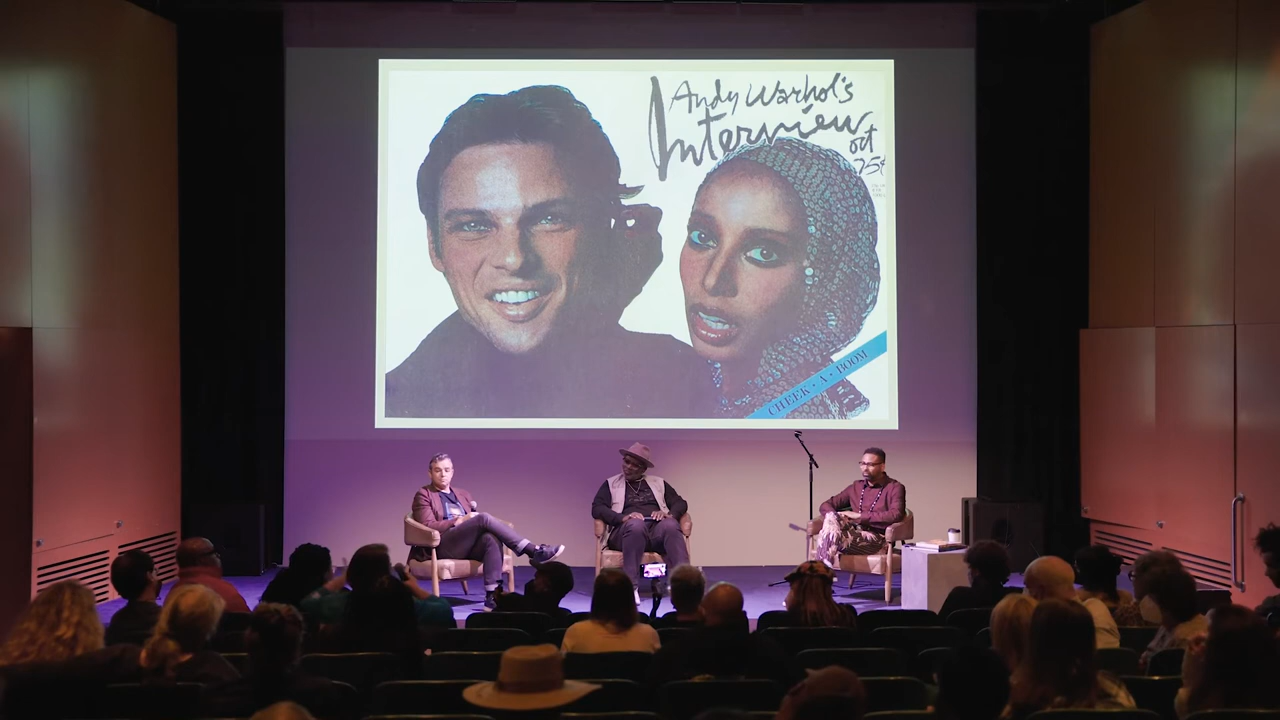 Andy Warhol's
Interview
oct
75¢
CHEEK • A • BOOM